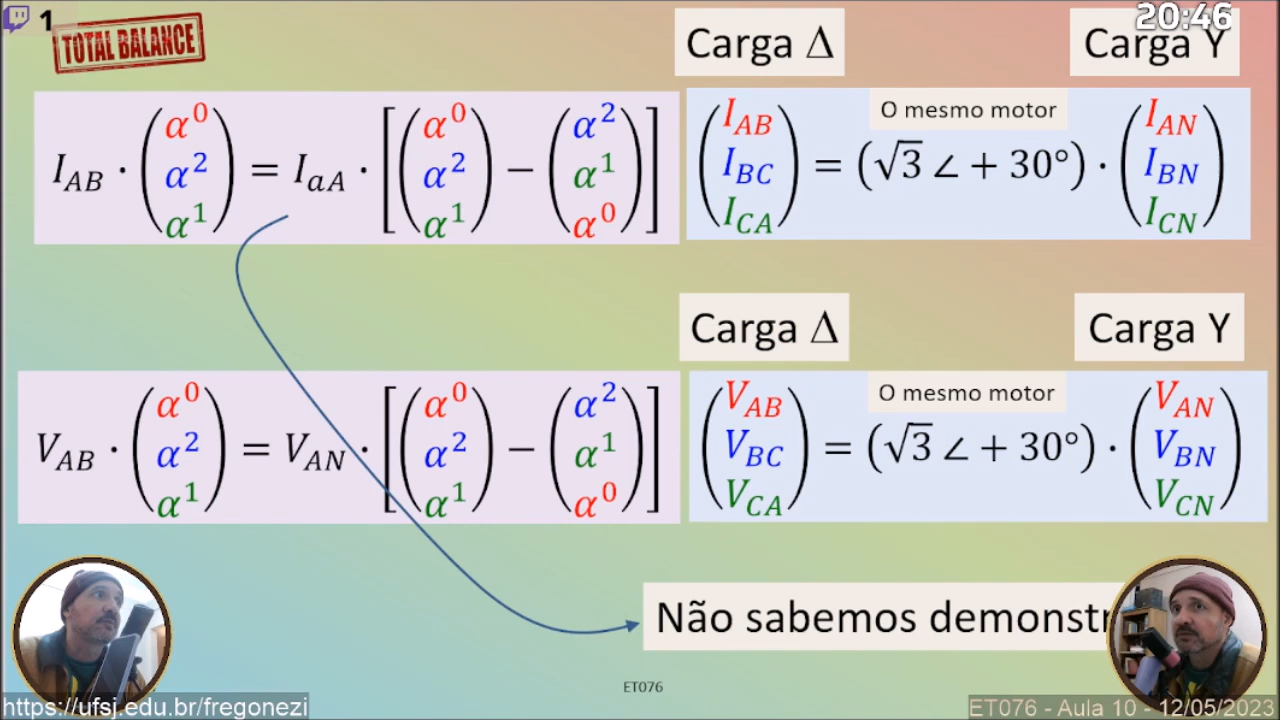 1
20:46
TOTAL BALANCE
Carga Δ
Carga Y
I_AB · (α⁰ α² α¹) = I_aA · [(α⁰ α² α¹) − (α² α¹ α⁰)]
O mesmo motor
(I_AB I_BC I_CA) = (√3 ∠ + 30°) · (I_AN I_BN I_CN)
Carga Δ
Carga Y
V_AB · (α⁰ α² α¹) = V_AN · [(α⁰ α² α¹) − (α² α¹ α⁰)]
O mesmo motor
(V_AB V_BC V_CA) = (√3 ∠ + 30°) · (V_AN V_BN V_CN)
Não sabemos demonstr
ET076
https://ufsj.edu.br/fregonezi
ET076 - Aula 10 - 12/05/2023